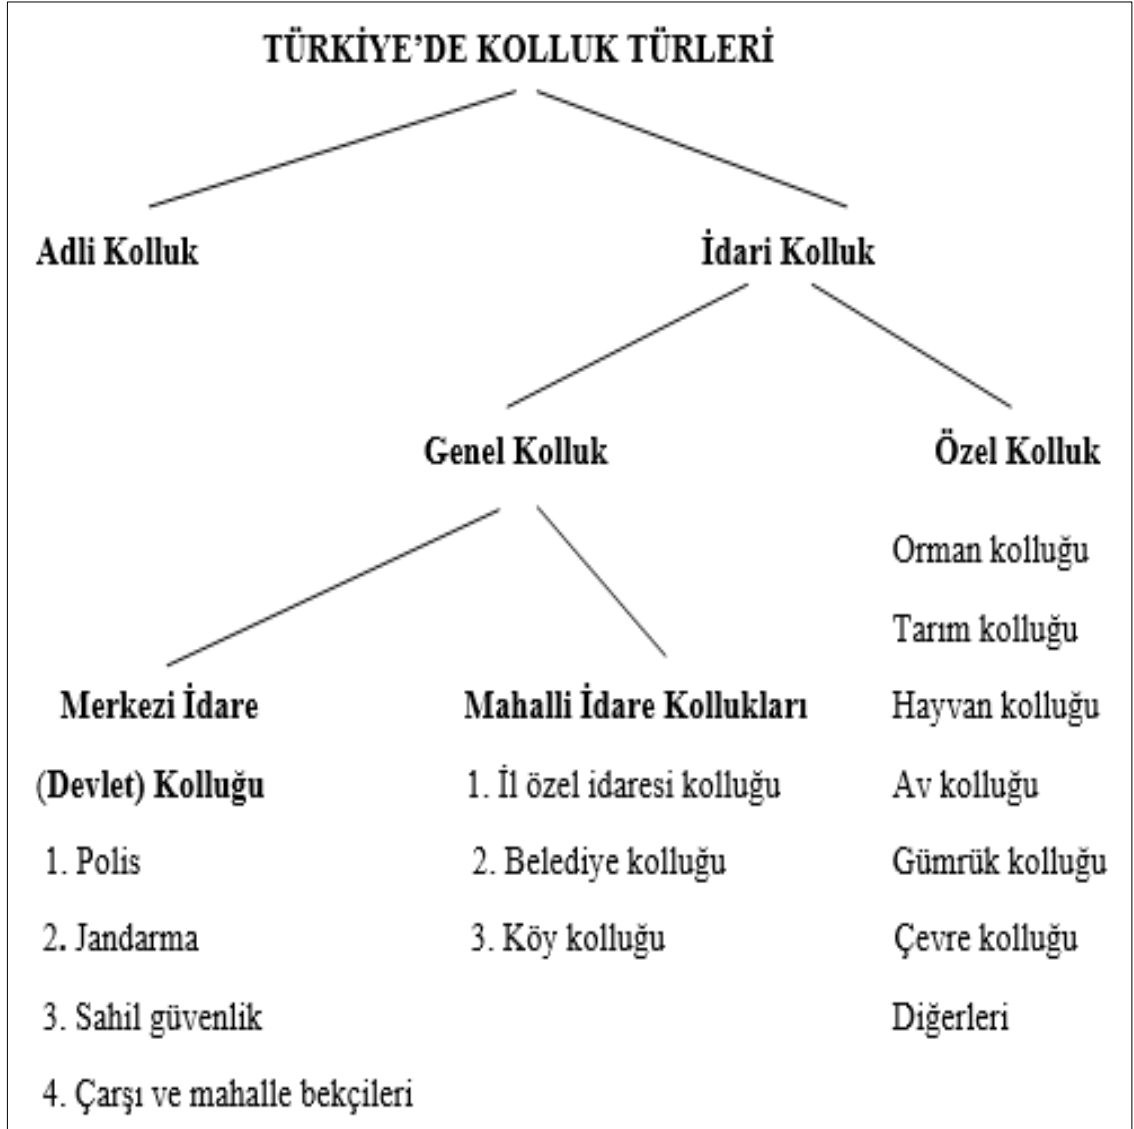 TÜRKİYE’DE KOLLUK TÜRLERİ
Adli Kolluk
İdari Kolluk
Genel Kolluk
Özel Kolluk
Merkezi İdare
(Devlet) Kolluğu
1. Polis
2. Jandarma
3. Sahil güvenlik
4. Çarşı ve mahalle bekçileri
Mahalli İdare Kollukları
1. İl özel idaresi kolluğu
2. Belediye kolluğu
3. Köy kolluğu
Orman kolluğu
Tarım kolluğu
Hayvan kolluğu
Av kolluğu
Gümrük kolluğu
Çevre kolluğu
Diğerleri